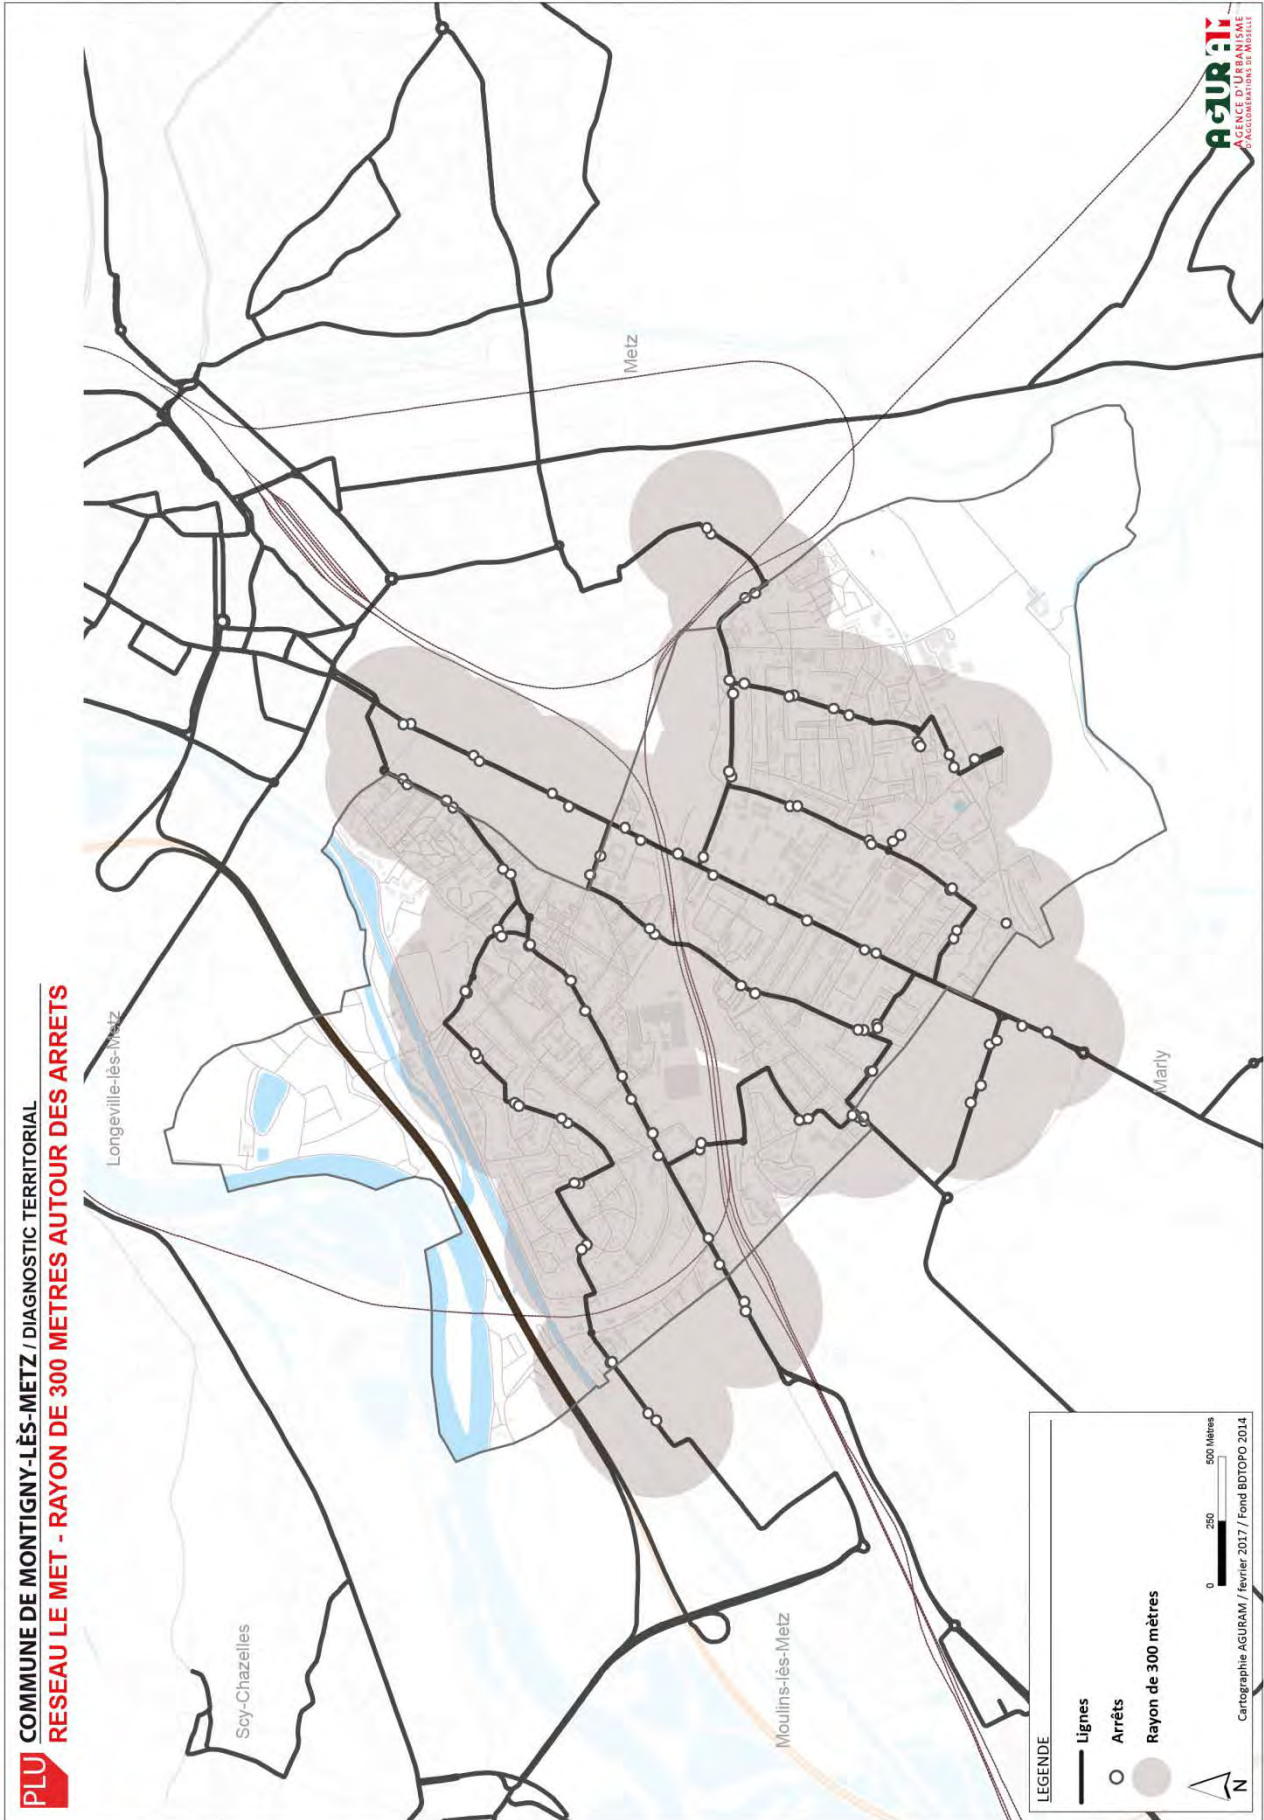 PLU
COMMUNE DE MONTIGNY-LÈS-METZ / DIAGNOSTIC TERRITORIAL
RESEAU LE MET - RAYON DE 300 METRES AUTOUR DES ARRETS
AGURAM
AGENCE D'URBANISME
D'AGGLOMÉRATIONS DE MOSELLE
Longeville-lès-Metz
Metz
Scy-Chazelles
Moulins-lès-Metz
Marly
LEGENDE
Lignes
Arrêts
Rayon de 300 mètres
N
0 250 500 Mètres
Cartographie AGURAM / fevrier 2017 / Fond BDTOPO 2014